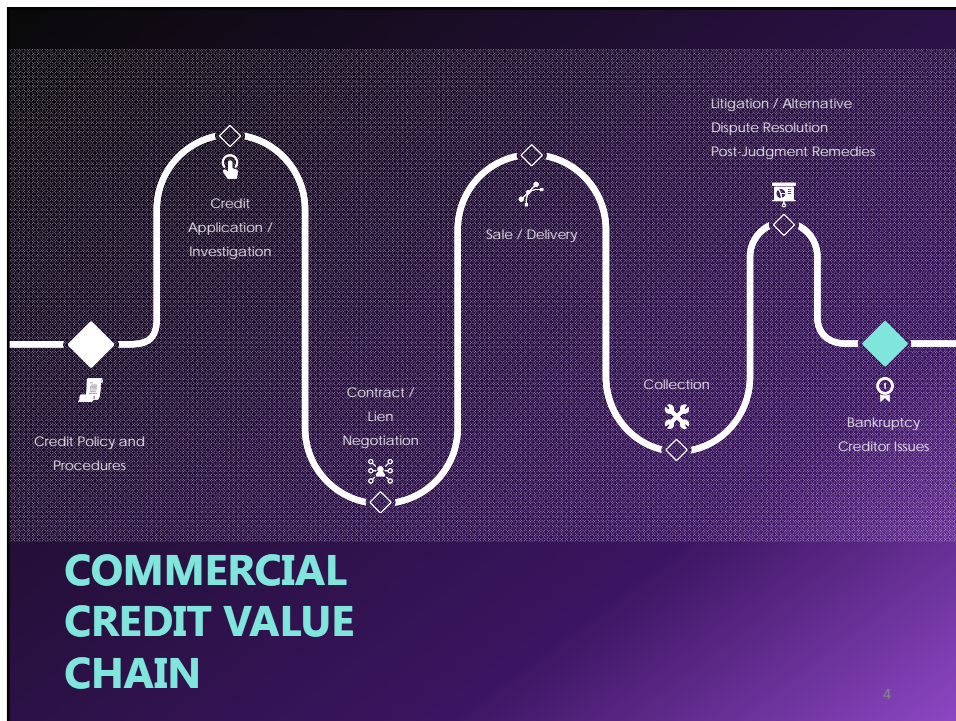 Credit Policy and
Procedures
Credit
Application /
Investigation
Contract /
Lien
Negotiation
Sale / Delivery
Collection
Litigation / Alternative
Dispute Resolution
Post-Judgment Remedies
Bankruptcy
Creditor Issues
COMMERCIAL
CREDIT VALUE
CHAIN
4